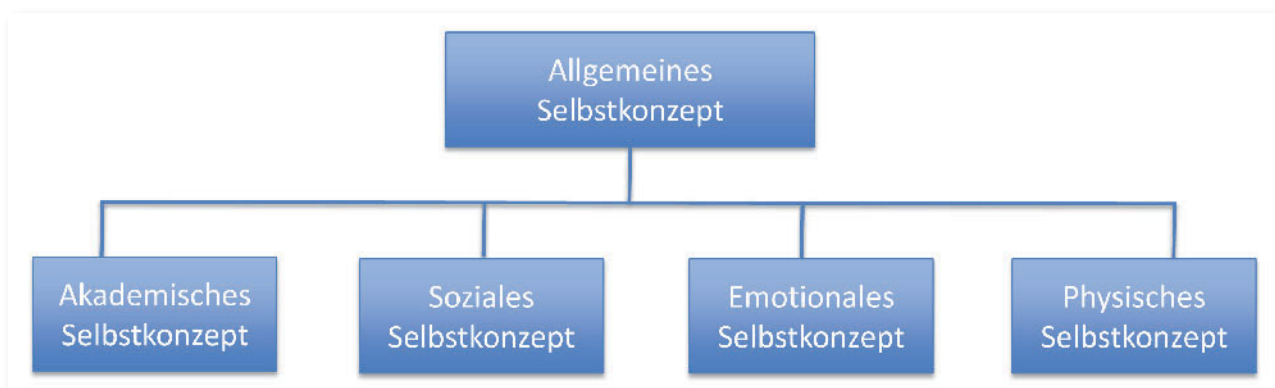 Allgemeines
Selbstkonzept
Akademisches
Selbstkonzept
Soziales
Selbstkonzept
Emotionales
Selbstkonzept
Physisches
Selbstkonzept